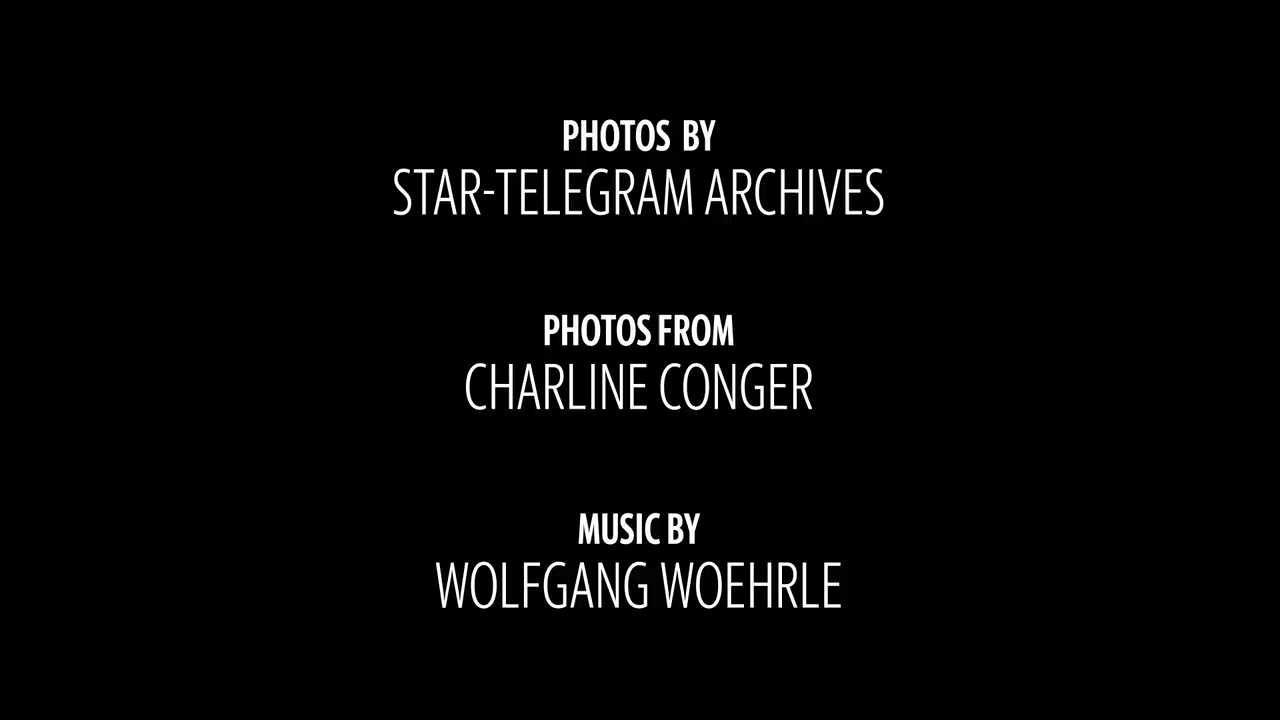 PHOTOS BY
STAR-TELEGRAM ARCHIVES
PHOTOS FROM
CHARLINE CONGER
MUSIC BY
WOLFGANG WOEHRLE